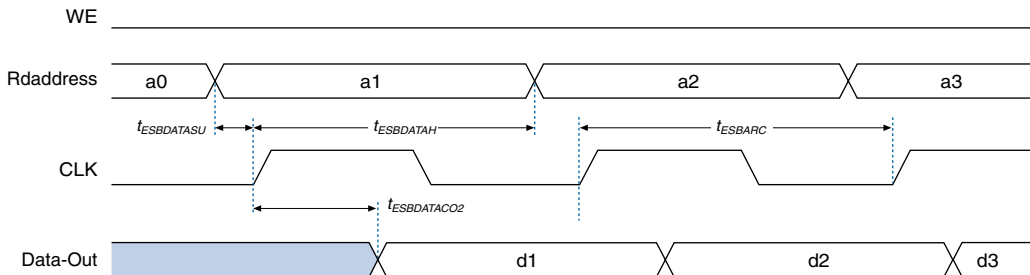 WE
Rdaddress a0 a1 a2 a3
tESBDATASU tESBDATAH tESBARC
CLK
tESBDATACO2
Data-Out d1 d2 d3